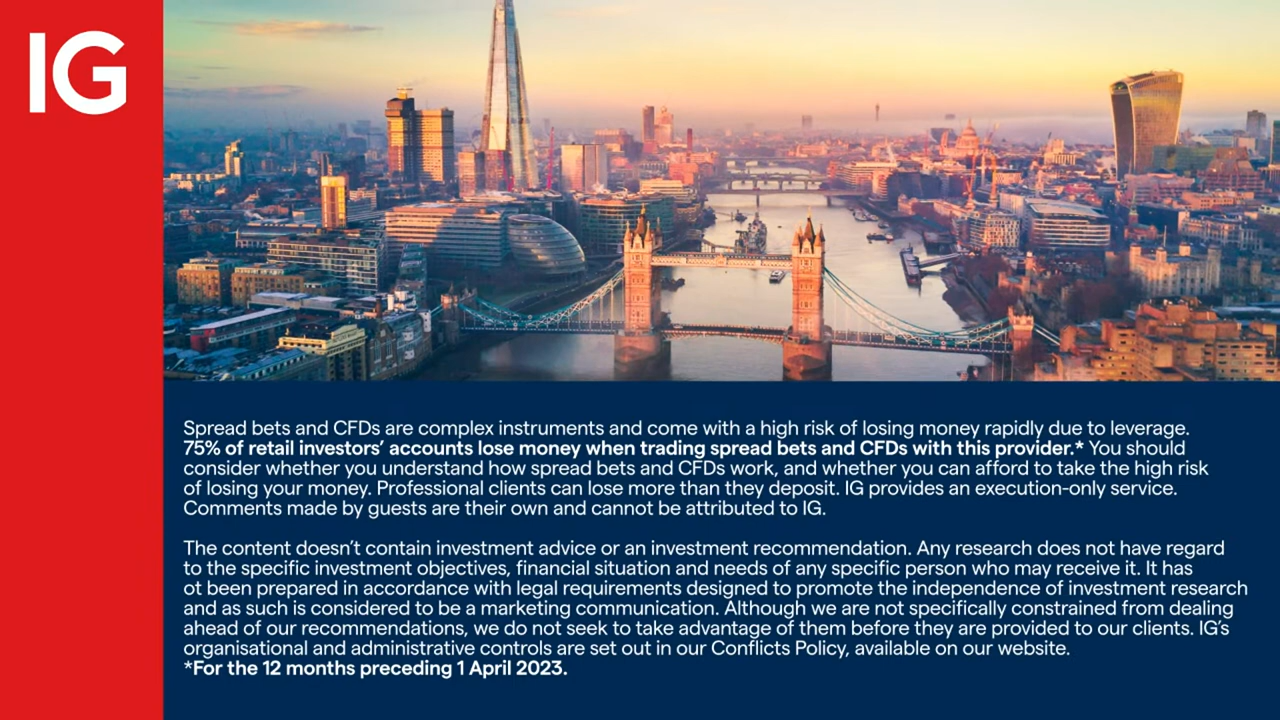 IG
Spread bets and CFDs are complex instruments and come with a high risk of losing money rapidly due to leverage.
75% of retail investors’ accounts lose money when trading spread bets and CFDs with this provider.* You should
consider whether you understand how spread bets and CFDs work, and whether you can afford to take the high risk
of losing your money. Professional clients can lose more than they deposit. IG provides an execution-only service.
Comments made by guests are their own and cannot be attributed to IG.
The content doesn’t contain investment advice or an investment recommendation. Any research does not have regard
to the specific investment objectives, financial situation and needs of any specific person who may receive it. It has
ot been prepared in accordance with legal requirements designed to promote the independence of investment research
and as such is considered to be a marketing communication. Although we are not specifically constrained from dealing
ahead of our recommendations, we do not seek to take advantage of them before they are provided to our clients. IG’s
organisational and administrative controls are set out in our Conflicts Policy, available on our website.
*For the 12 months preceding 1 April 2023.